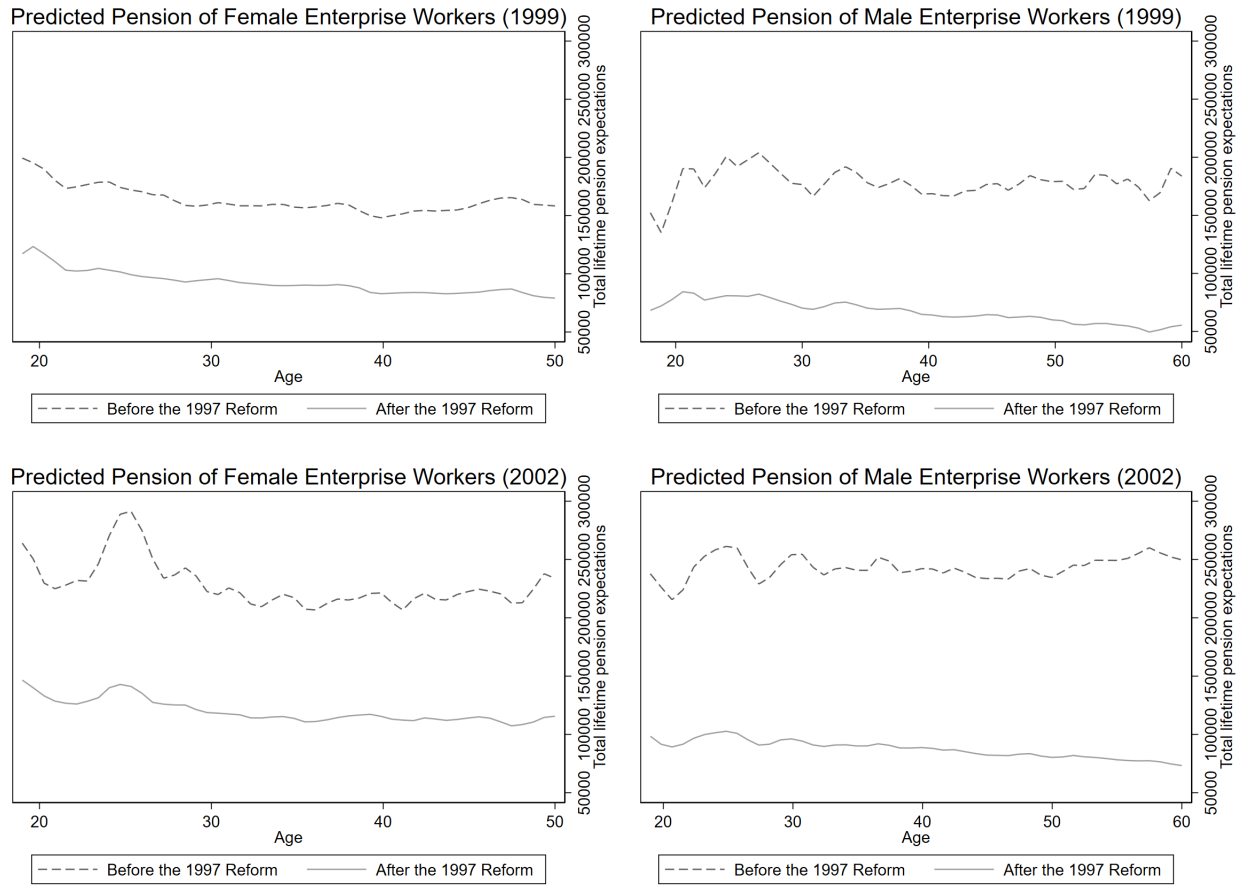 Predicted Pension of Female Enterprise Workers (1999)
50000 100000 150000 200000 250000 300000
Total lifetime pension expectations
20 30 40 50
Age
Before the 1997 Reform After the 1997 Reform
Predicted Pension of Male Enterprise Workers (1999)
50000 100000 150000 200000 250000 300000
Total lifetime pension expectations
20 30 40 50 60
Age
Before the 1997 Reform After the 1997 Reform
Predicted Pension of Female Enterprise Workers (2002)
50000 100000 150000 200000 250000 300000
Total lifetime pension expectations
20 30 40 50
Age
Before the 1997 Reform After the 1997 Reform
Predicted Pension of Male Enterprise Workers (2002)
50000 100000 150000 200000 250000 300000
Total lifetime pension expectations
20 30 40 50 60
Age
Before the 1997 Reform After the 1997 Reform